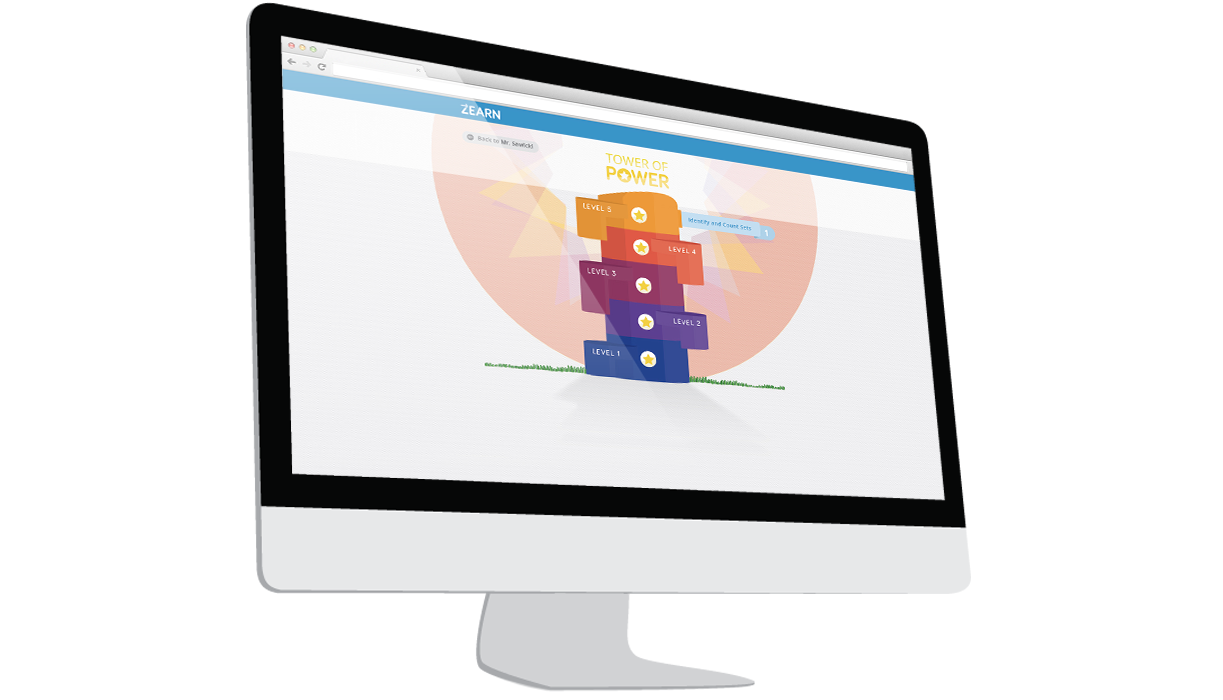 ZEARN
Back to Mr. Sawicki
TOWER OF
POWER
LEVEL 5
Identify and Count Sets 1
LEVEL 4
LEVEL 3
LEVEL 2
LEVEL 1